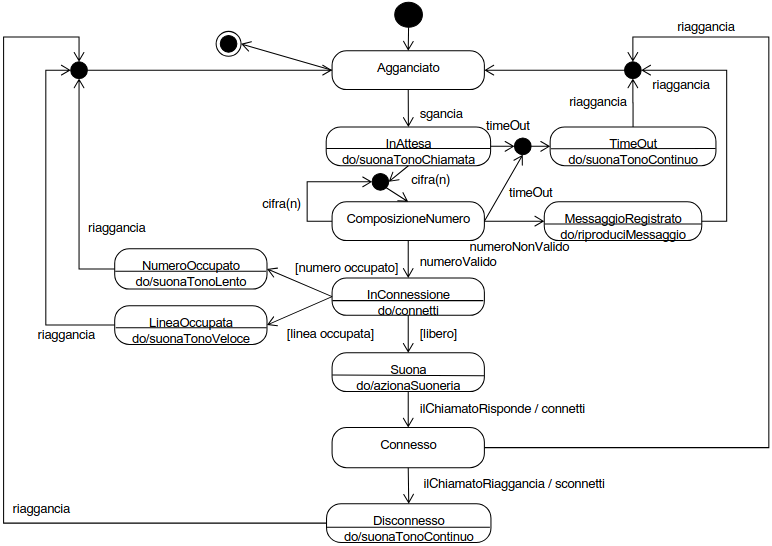 riaggancia
Agganciato
riaggancia
sgancia
riaggancia
timeOut
InAttesa
do/suonaTonoChiamata
TimeOut
do/suonaTonoContinuo
cifra(n)
timeOut
cifra(n)
ComposizioneNumero
MessaggioRegistrato
do/riproduciMessaggio
riaggancia
numeroNonValido
numeroValido
NumeroOccupato
do/suonaTonoLento
[numero occupato]
InConnessione
do/connetti
LineaOccupata
do/suonaTonoVeloce
riaggancia
[linea occupata]
[libero]
Suona
do/azionaSuoneria
ilChiamatoRisponde / connetti
Connesso
ilChiamatoRiaggancia / sconnetti
riaggancia
Disconnesso
do/suonaTonoContinuo